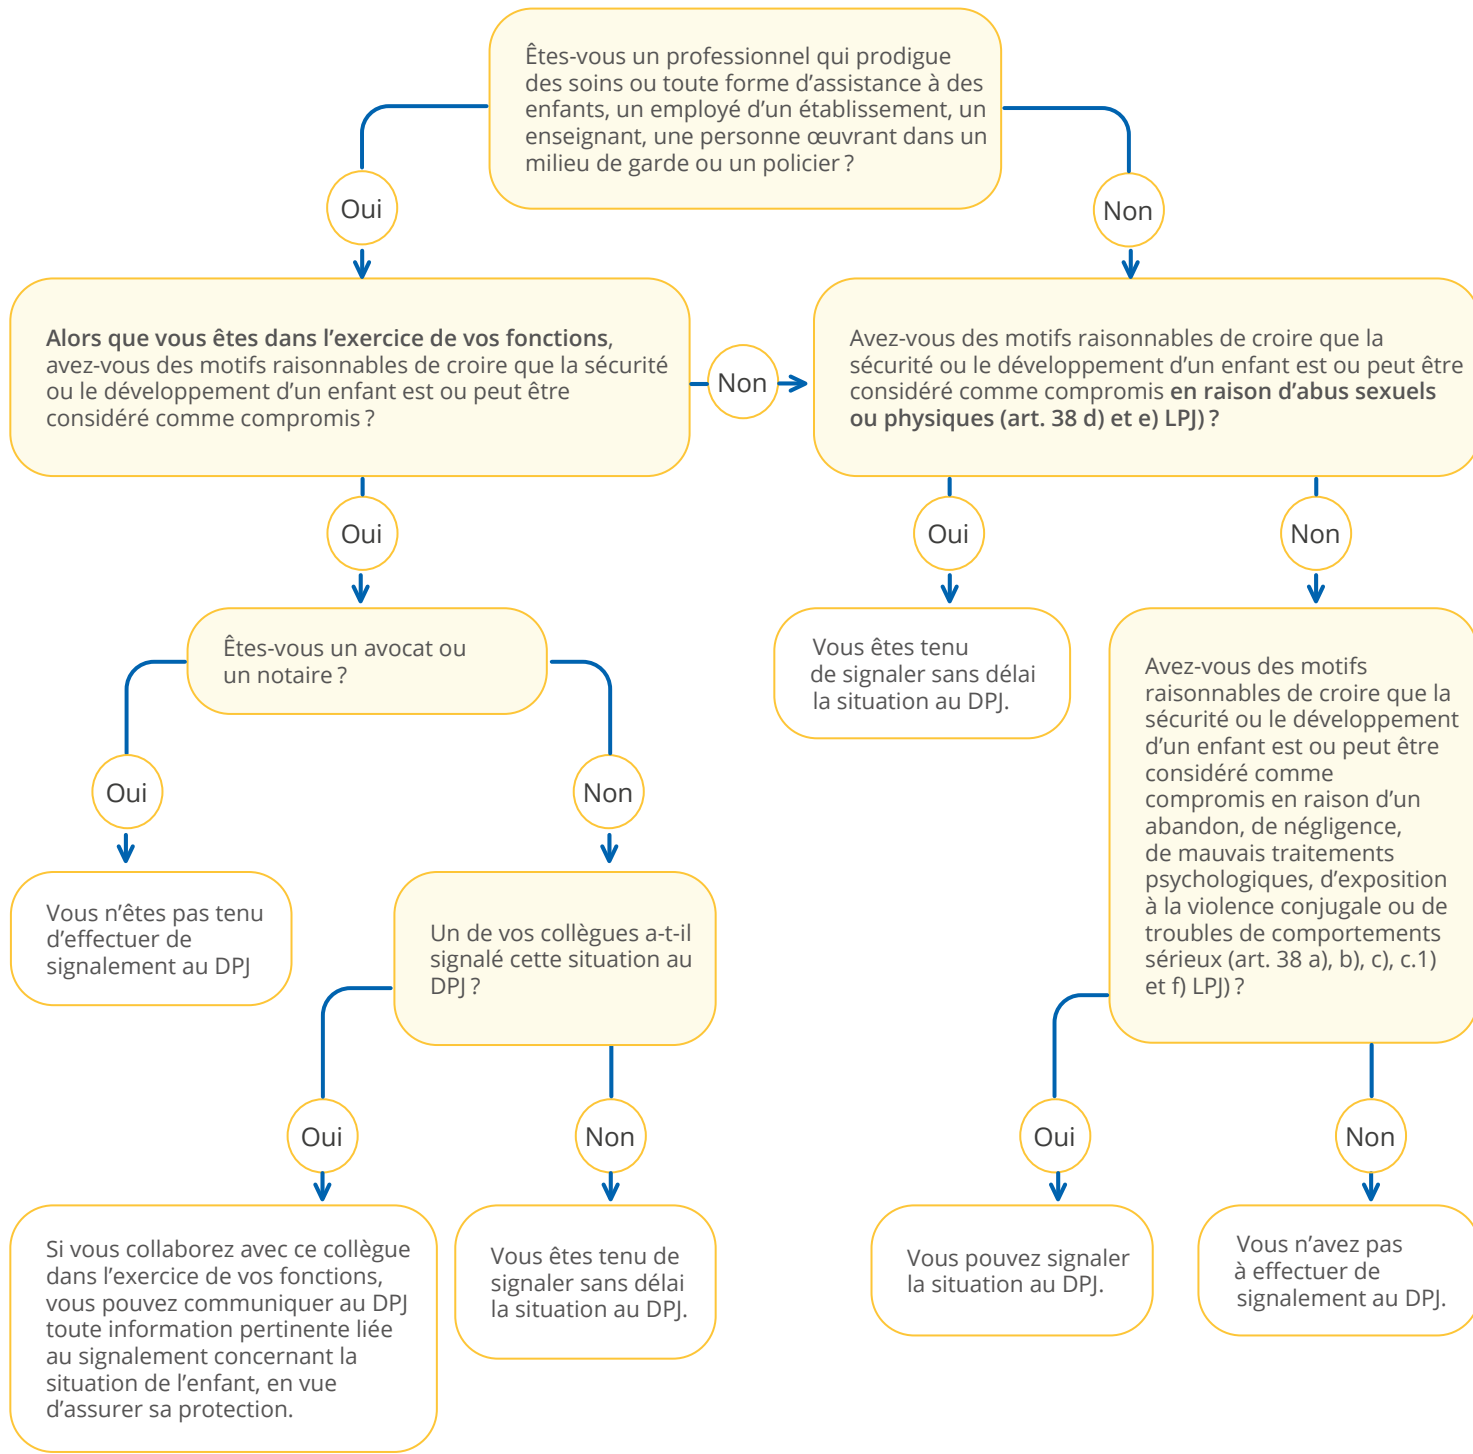 Êtes-vous un professionnel qui prodigue
des soins ou toute forme d'assistance à des
enfants, un employé d'un établissement, un
enseignant, une personne œuvrant dans un
milieu de garde ou un policier ?
Oui
Non
Alors que vous êtes dans l'exercice de vos fonctions,
avez-vous des motifs raisonnables de croire que la sécurité
ou le développement d'un enfant est ou peut être
considéré comme compromis ?
Non
Avez-vous des motifs raisonnables de croire que la
sécurité ou le développement d'un enfant est ou peut être
considéré comme compromis en raison d'abus sexuels
ou physiques (art. 38 d) et e) LPJ) ?
Oui
Oui
Non
Êtes-vous un avocat ou
un notaire ?
Vous êtes tenu
de signaler sans délai
la situation au DPJ.
Avez-vous des motifs
raisonnables de croire que la
sécurité ou le développement
d'un enfant est ou peut être
considéré comme
compromis en raison d'un
abandon, de négligence,
de mauvais traitements
psychologiques, d'exposition
à la violence conjugale ou de
troubles de comportements
sérieux (art. 38 a), b), c), c.1)
et f) LPJ) ?
Oui
Non
Vous n'êtes pas tenu
d'effectuer de
signalement au DPJ
Un de vos collègues a-t-il
signalé cette situation au
DPJ ?
Oui
Non
Oui
Non
Si vous collaborez avec ce collègue
dans l'exercice de vos fonctions,
vous pouvez communiquer au DPJ
toute information pertinente liée
au signalement concernant la
situation de l'enfant, en vue
d'assurer sa protection.
Vous êtes tenu de
signaler sans délai
la situation au DPJ.
Vous pouvez signaler
la situation au DPJ.
Vous n'avez pas
à effectuer de
signalement au DPJ.